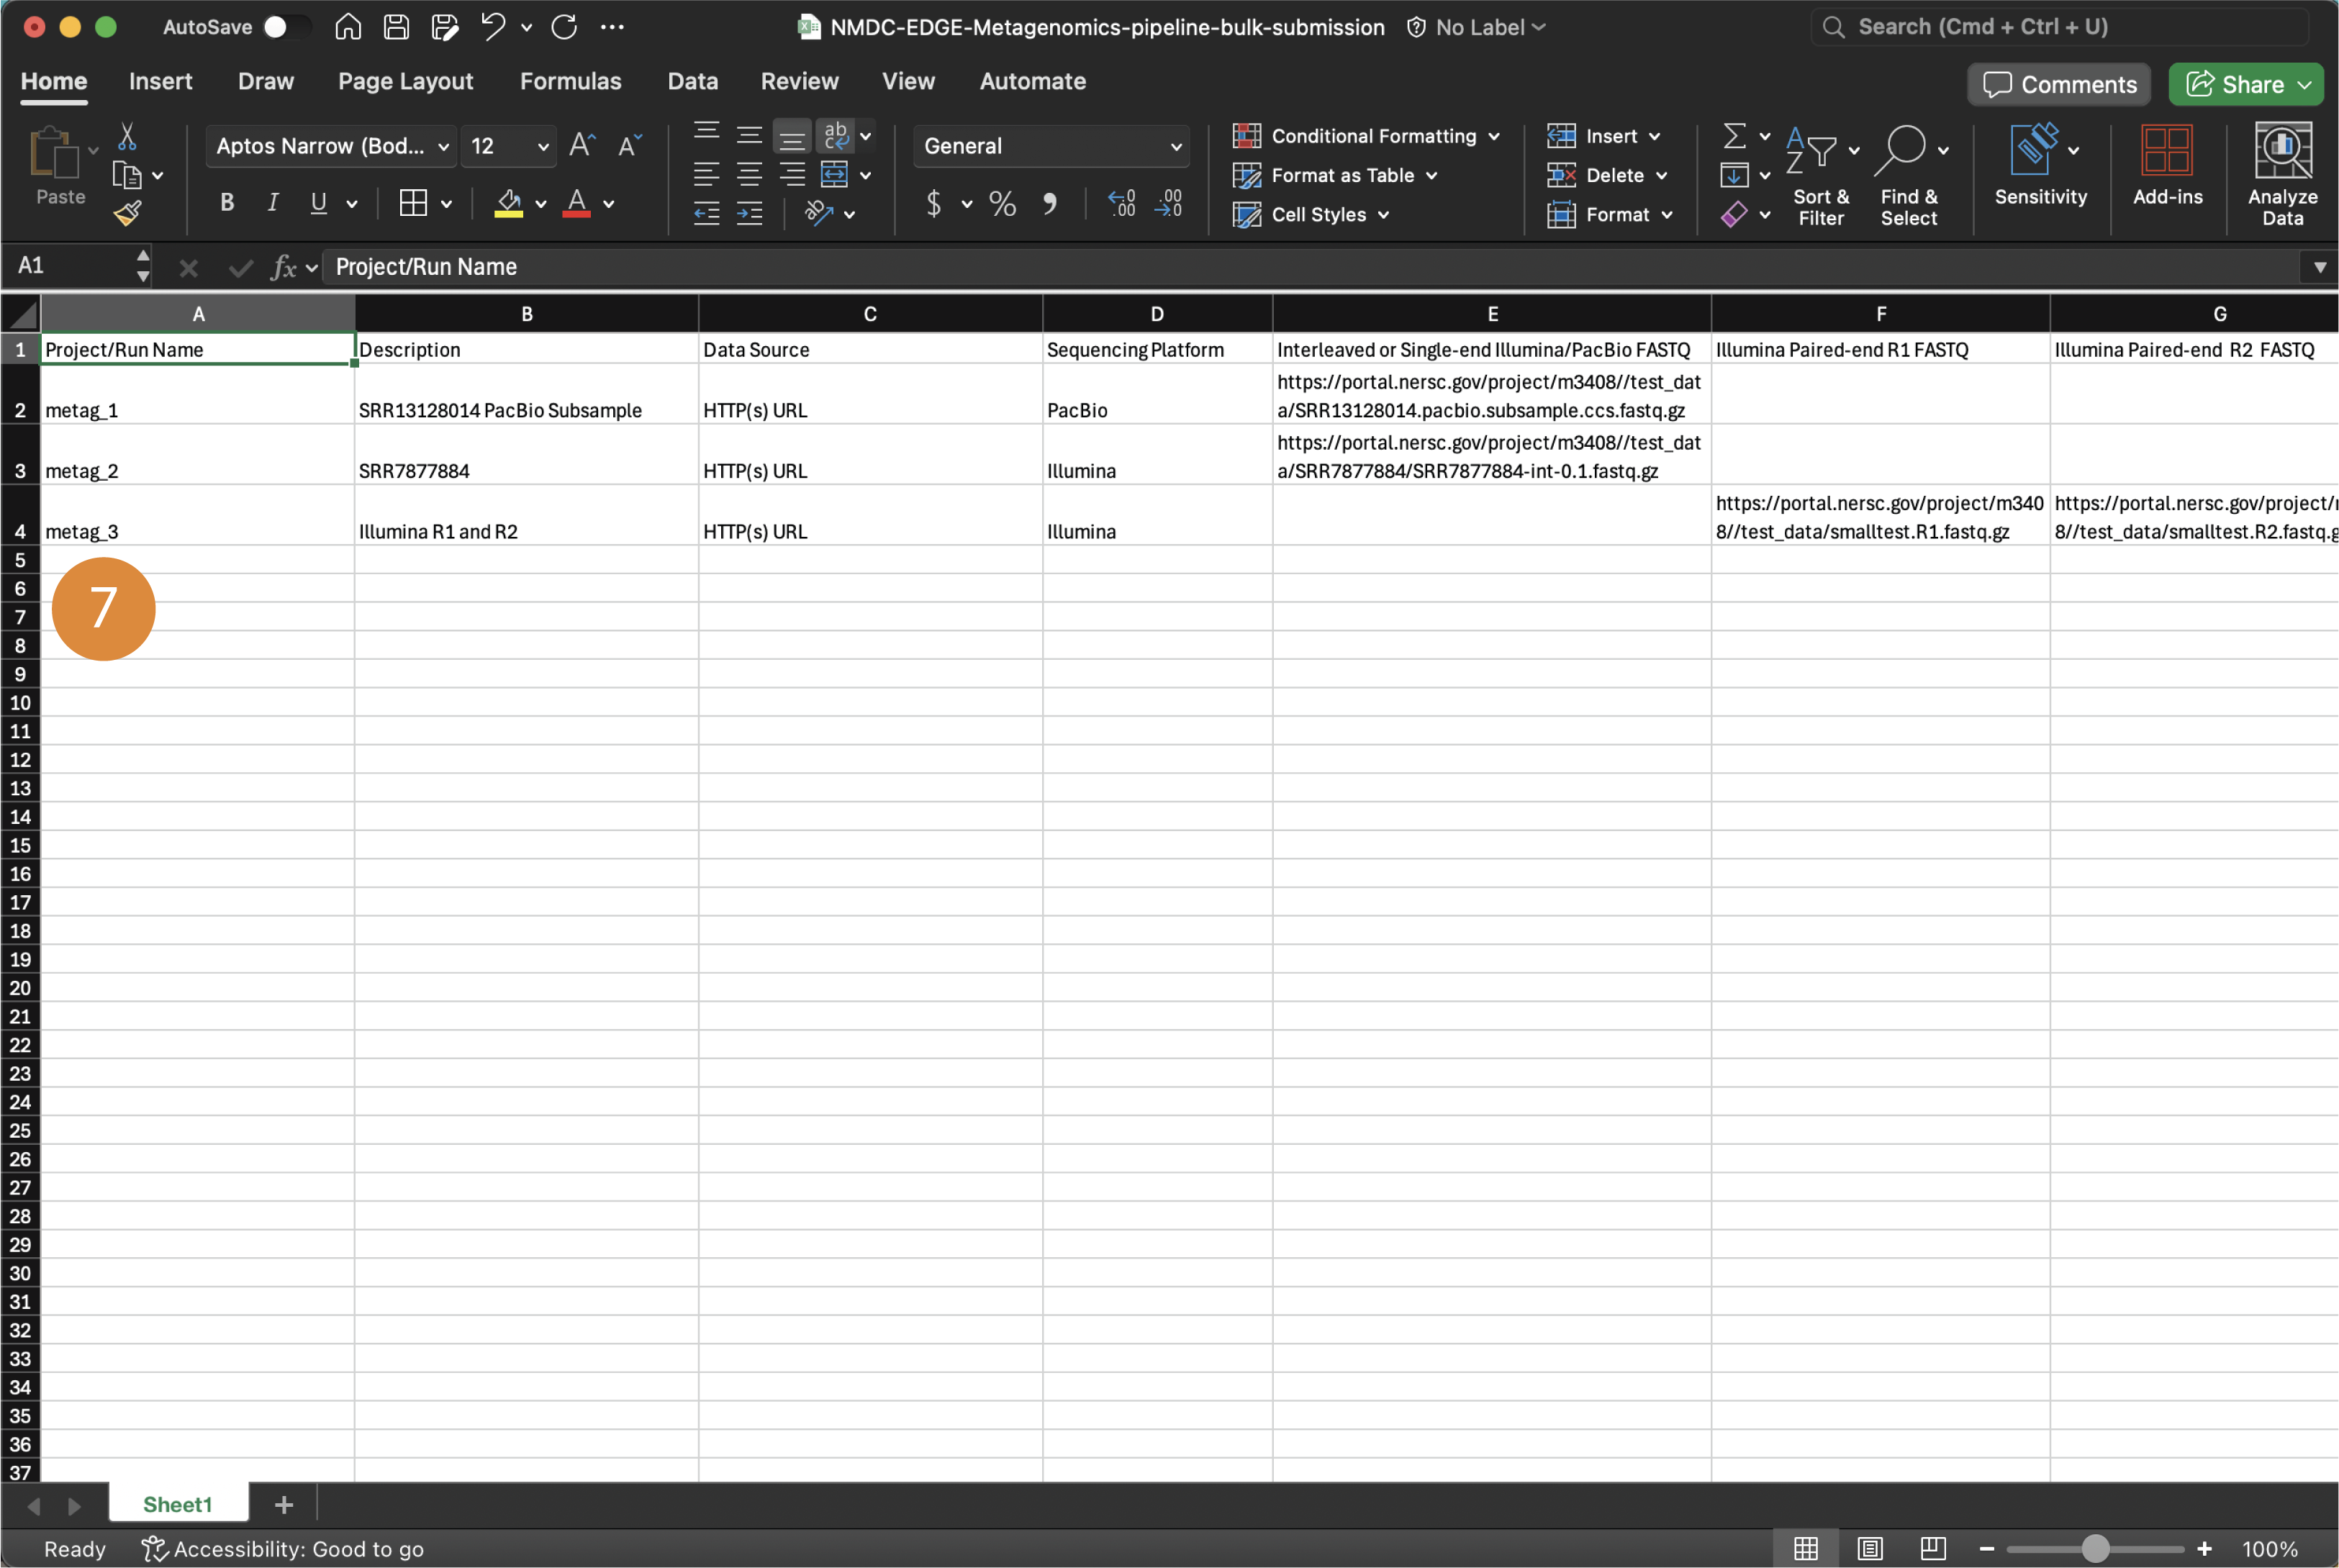 AutoSave
NMDC-EDGE-Metagenomics-pipeline-bulk-submission
No Label
Search (Cmd + Ctrl + U)
Home Insert Draw Page Layout Formulas Data Review View Automate
Comments
Share
Paste
Aptos Narrow (Bod...
12
General
Conditional Formatting
Format as Table
Cell Styles
Insert
Delete
Format
Sort &
Filter
Find &
Select
Sensitivity
Add-ins
Analyze
Data
A1
fx
Project/Run Name
A B C D E F G
1 Project/Run Name Description Data Source Sequencing Platform Interleaved or Single-end Illumina/PacBio FASTQ Illumina Paired-end R1 FASTQ Illumina Paired-end R2 FASTQ
https://portal.nersc.gov/project/m3408//test_dat
2 metag_1 SRR13128014 PacBio Subsample HTTP(s) URL PacBio a/SRR13128014.pacbio.subsample.ccs.fastq.gz
https://portal.nersc.gov/project/m3408//test_dat
3 metag_2 SRR7877884 HTTP(s) URL Illumina a/SRR7877884/SRR7877884-int-0.1.fastq.gz
https://portal.nersc.gov/project/m340 https://portal.nersc.gov/project/
4 metag_3 Illumina R1 and R2 HTTP(s) URL Illumina 8//test_data/smalltest.R1.fastq.gz 8//test_data/smalltest.R2.fastq.g
5
6
7
7
8
9
10
11
12
13
14
15
16
17
18
19
20
21
22
23
24
25
26
27
28
29
30
31
32
33
34
35
36
37
Sheet1
Ready
Accessibility: Good to go
100%